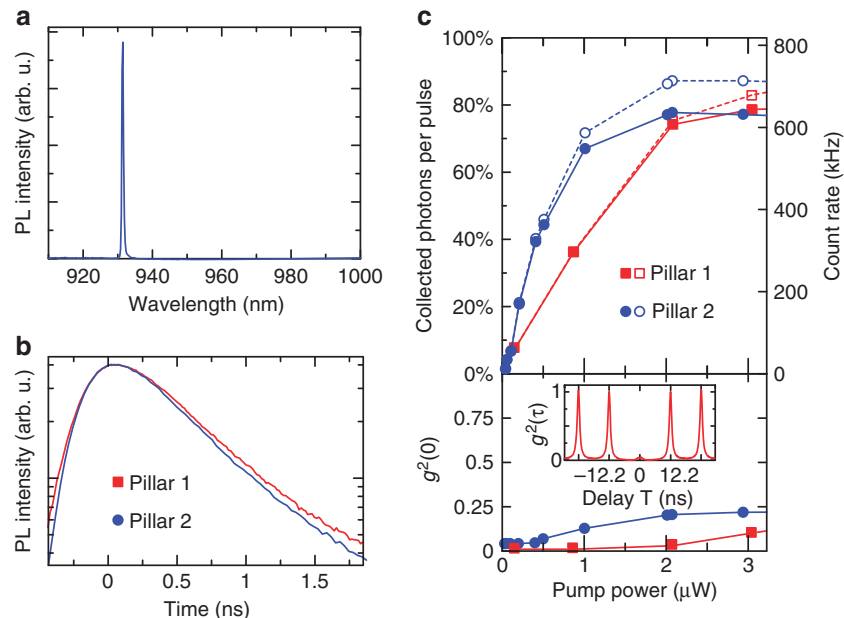 a
PL intensity (arb. u.)
920 940 960 980 1000
Wavelength (nm)
b
PL intensity (arb. u.)
Pillar 1
Pillar 2
0 0.5 1 1.5
Time (ns)
c
Collected photons per pulse
100%
80%
60%
40%
20%
0%
Count rate (kHz)
800
600
400
200
0
Pillar 1
Pillar 2
g²(0)
0.75
0.50
0.25
0
g²(τ)
1
0
−12.2 0 12.2
Delay T (ns)
0 1 2 3
Pump power (μW)